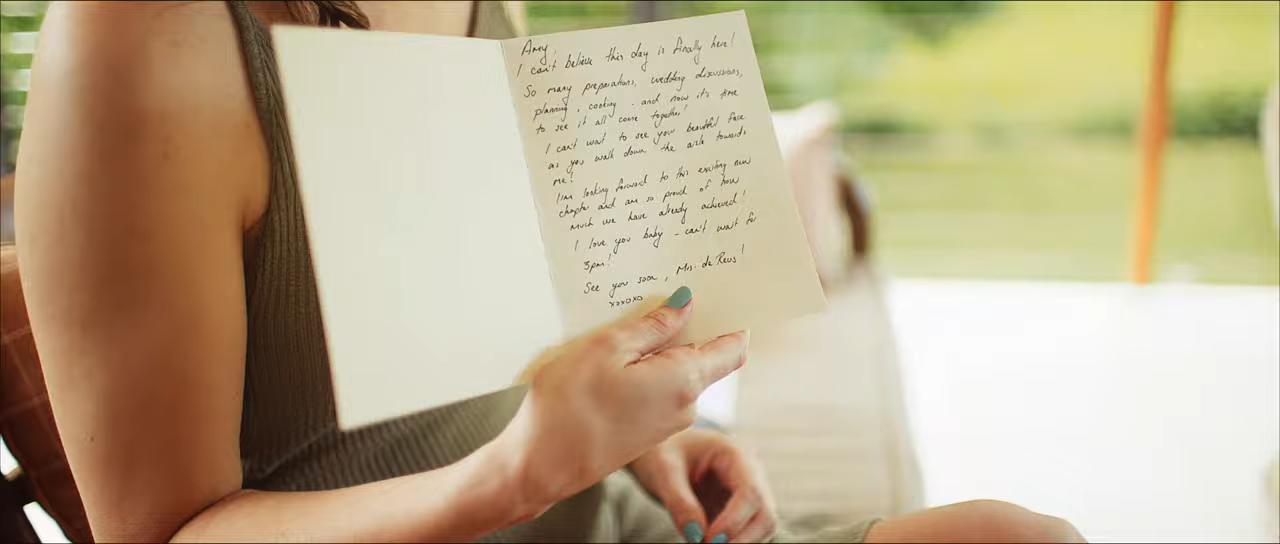 Amy,
I can't believe this day is finally here!
So many preparations, wedding discussions,
planning, cooking - and now it's time
to see it all come together!
I can't wait to see your beautiful face
as you walk down the aisle towards
me!
I'm looking forward to this exciting new
chapter and am so proud of how
much we have already achieved!
I love you baby - can't wait for
3pm!
See you soon, Mrs. de Reus!
xoxoxo